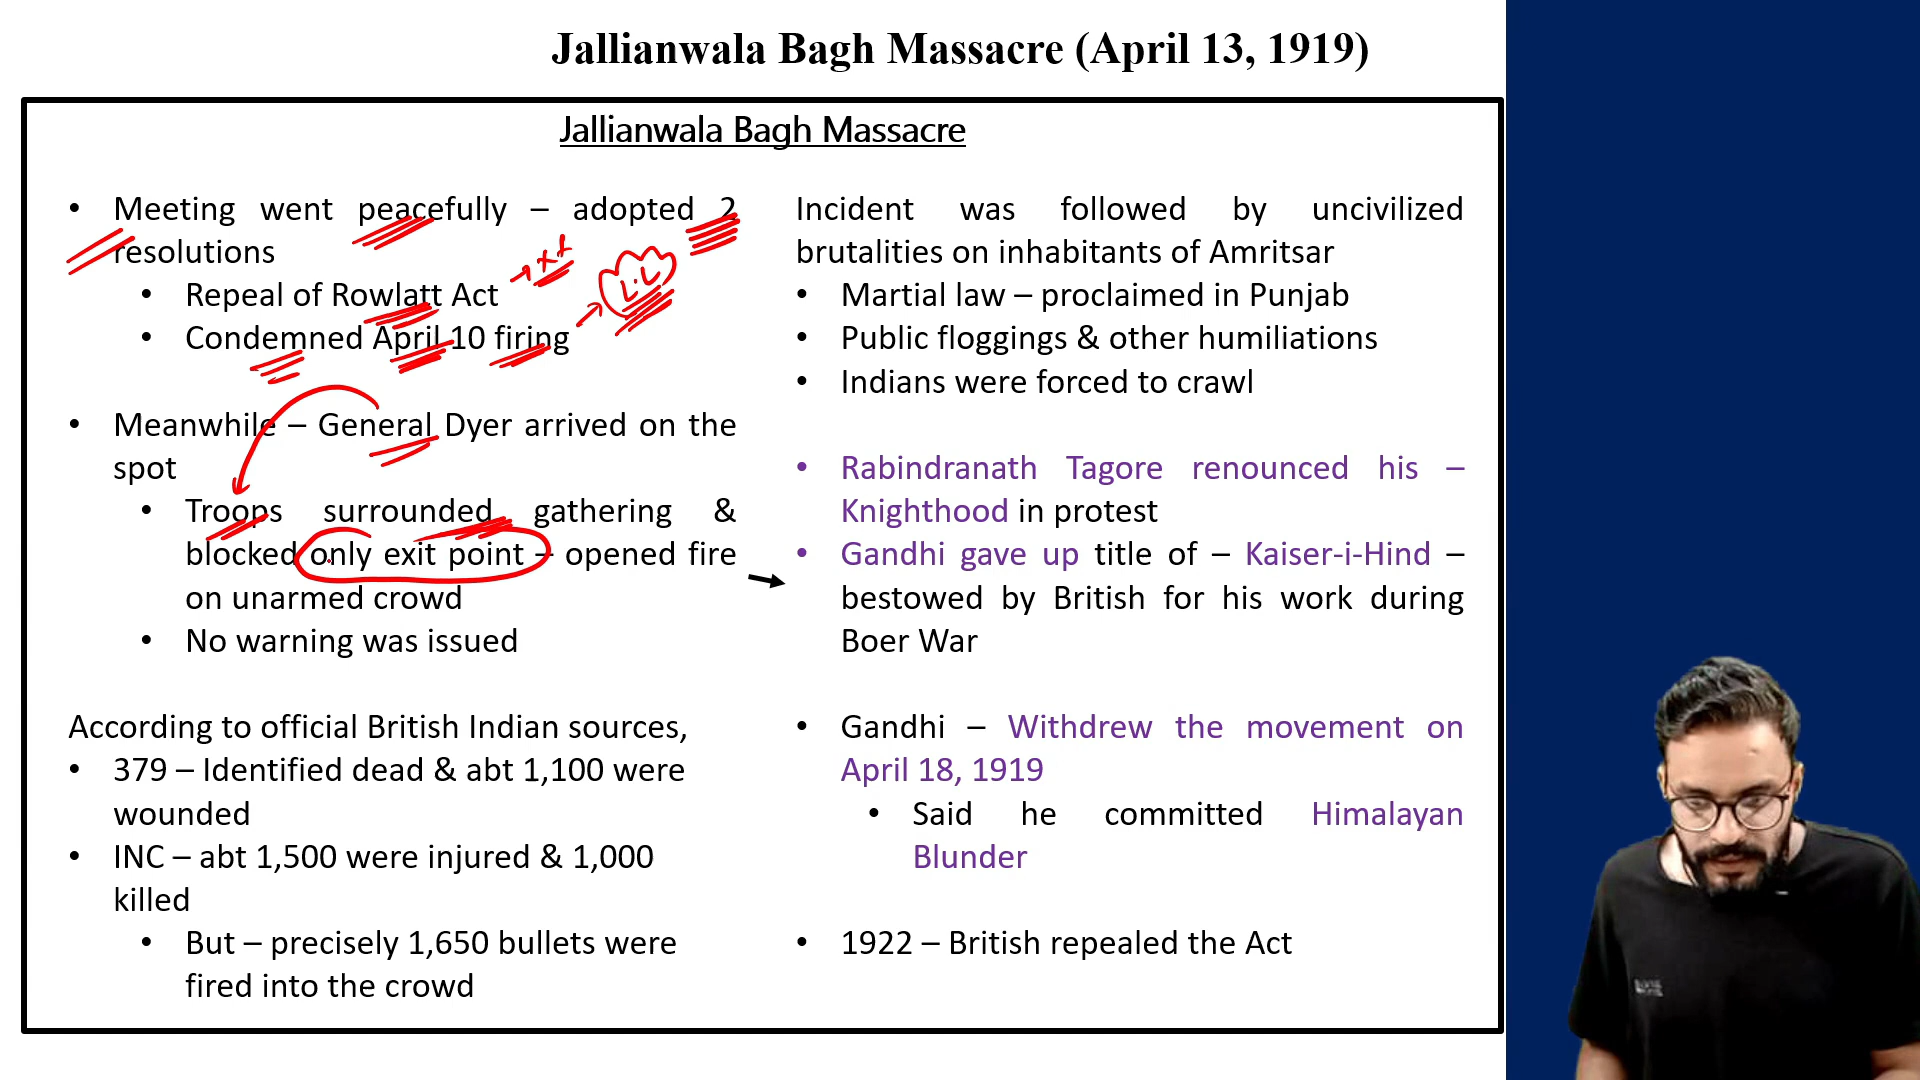 Jallianwala Bagh Massacre (April 13, 1919)
Jallianwala Bagh Massacre
• Meeting went peacefully – adopted 2
resolutions
• Repeal of Rowlatt Act
• Condemned April 10 firing
L.L
• Meanwhile – General Dyer arrived on the
spot
• Troops surrounded gathering &
blocked only exit point – opened fire
on unarmed crowd
• No warning was issued
According to official British Indian sources,
• 379 – Identified dead & abt 1,100 were
wounded
• INC – abt 1,500 were injured & 1,000
killed
• But – precisely 1,650 bullets were
fired into the crowd
Incident was followed by uncivilized
brutalities on inhabitants of Amritsar
• Martial law – proclaimed in Punjab
• Public floggings & other humiliations
• Indians were forced to crawl
• Rabindranath Tagore renounced his –
Knighthood in protest
• Gandhi gave up title of – Kaiser-i-Hind –
bestowed by British for his work during
Boer War
• Gandhi – Withdrew the movement on
April 18, 1919
• Said he committed Himalayan
Blunder
• 1922 – British repealed the Act